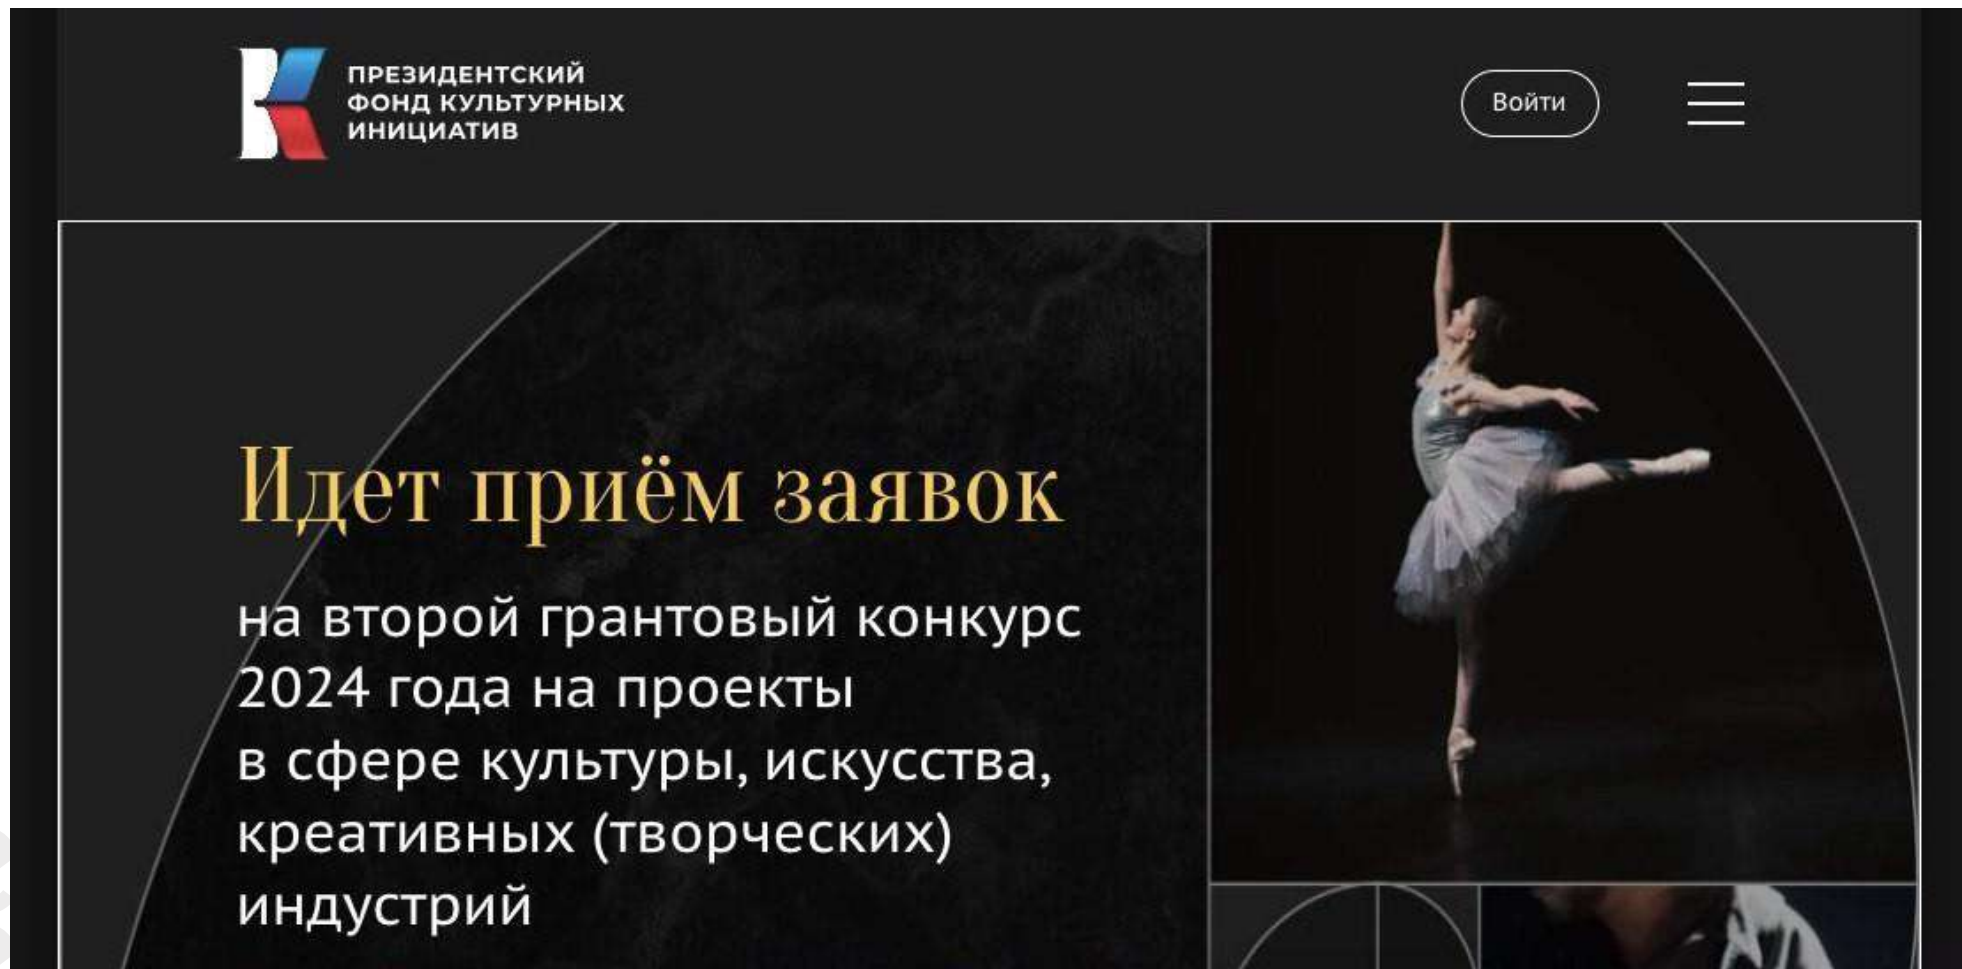 ПРЕЗИДЕНТСКИЙ
ФОНД КУЛЬТУРНЫХ
ИНИЦИАТИВ
Войти
Идет приём заявок
на второй грантовый конкурс
2024 года на проекты
в сфере культуры, искусства,
креативных (творческих)
индустрий